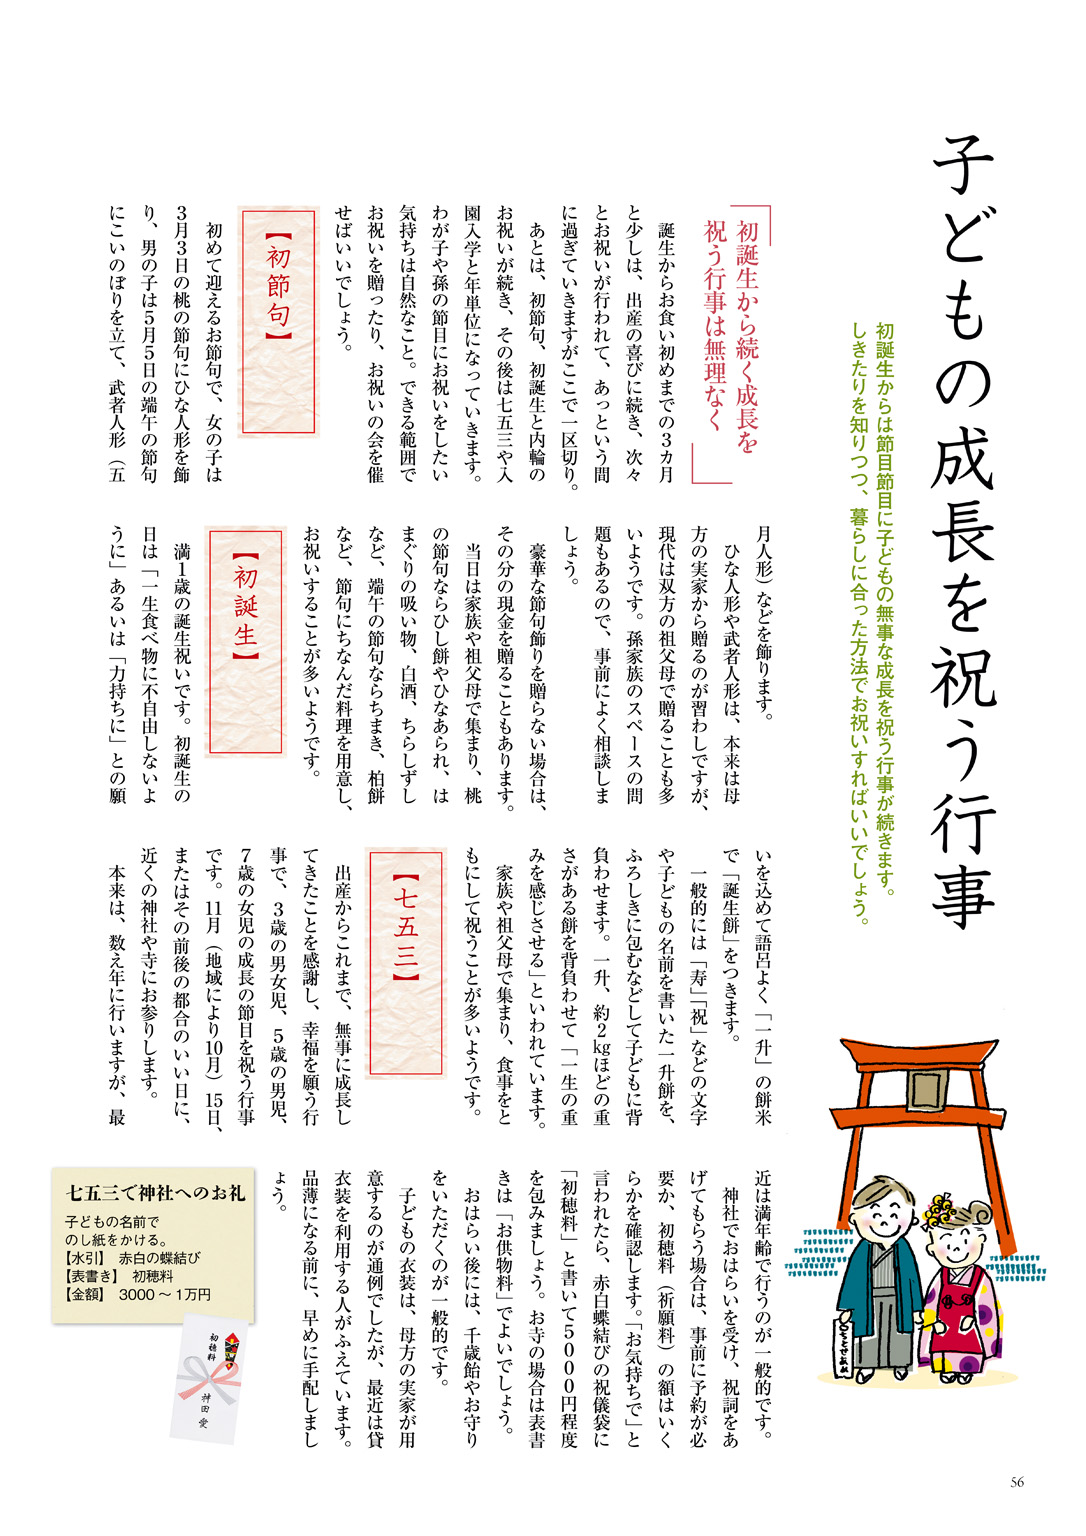 子どもの成長を祝う行事
初誕生からは節目節目に子どもの無事な成長を祝う行事が続きます。
しきたりを知りつつ、暮らしに合った方法でお祝いすればいいでしょう。
初誕生から続く成長を
祝う行事は無理なく
誕生からお食い初めまでの3カ月
と少しは、出産の喜びに続き、次々
とお祝いが行われて、あっという間
に過ぎていきますがここで一区切り。
あとは、初節句、初誕生と内輪の
お祝いが続き、その後は七五三や入
園入学と年単位になっていきます。
わが子や孫の節目にお祝いをしたい
気持ちは自然なこと。できる範囲で
お祝いを贈ったり、お祝いの会を催
せばいいでしょう。
【初節句】
初めて迎えるお節句で、女の子は
3月3日の桃の節句にひな人形を飾
り、男の子は5月5日の端午の節句
にこいのぼりを立て、武者人形（五
月人形）などを飾ります。
ひな人形や武者人形は、本来は母
方の実家から贈るのが習わしですが、
現代は双方の祖父母で贈ることも多
いようです。孫家族のスペースの問
題もあるので、事前によく相談しま
しょう。
豪華な節句飾りを贈らない場合は、
その分の現金を贈ることもあります。
当日は家族や祖父母で集まり、桃
の節句ならひし餅やひなあられ、は
まぐりの吸い物、白酒、ちらしずし
など、端午の節句ならちまき、柏餅
など、節句にちなんだ料理を用意し、
お祝いすることが多いようです。
【初誕生】
満1歳の誕生祝いです。初誕生の
日は「一生食べ物に不自由しないよ
うに」あるいは「力持ちに」との願
いを込めて語呂よく「一升」の餅米
で「誕生餅」をつきます。
一般的には「寿」「祝」などの文字
や子どもの名前を書いた一升餅を、
ふろしきに包むなどして子どもに背
負わせます。一升、約2kgほどの重
さがある餅を背負わせて「一生の重
みを感じさせる」といわれています。
家族や祖父母で集まり、食事をと
もにして祝うことが多いようです。
【七五三】
出産からこれまで、無事に成長し
てきたことを感謝し、幸福を願う行
事で、3歳の男女児、5歳の男児、
7歳の女児の成長の節目を祝う行事
です。11月（地域により10月）15日、
またはその前後の都合のいい日に、
近くの神社や寺にお参りします。
本来は、数え年に行いますが、最
近は満年齢で行うのが一般的です。
神社でおはらいを受け、祝詞をあ
げてもらう場合は、事前に予約が必
要か、初穂料（祈願料）の額はいく
らかを確認します。「お気持ちで」と
言われたら、赤白蝶結びの祝儀袋に
「初穂料」と書いて5000円程度
を包みましょう。お寺の場合は表書
きは「お供物料」でよいでしょう。
おはらい後には、千歳飴やお守り
をいただくのが一般的です。
子どもの衣装は、母方の実家が用
意するのが通例でしたが、最近は貸
衣装を利用する人がふえています。
品薄になる前に、早めに手配しまし
ょう。
七五三で神社へのお礼
子どもの名前で
のし紙をかける。
【水引】　赤白の蝶結び
【表書き】　初穂料
【金額】　3000〜1万円
初穂料
神田 愛
ちとせあめ
56